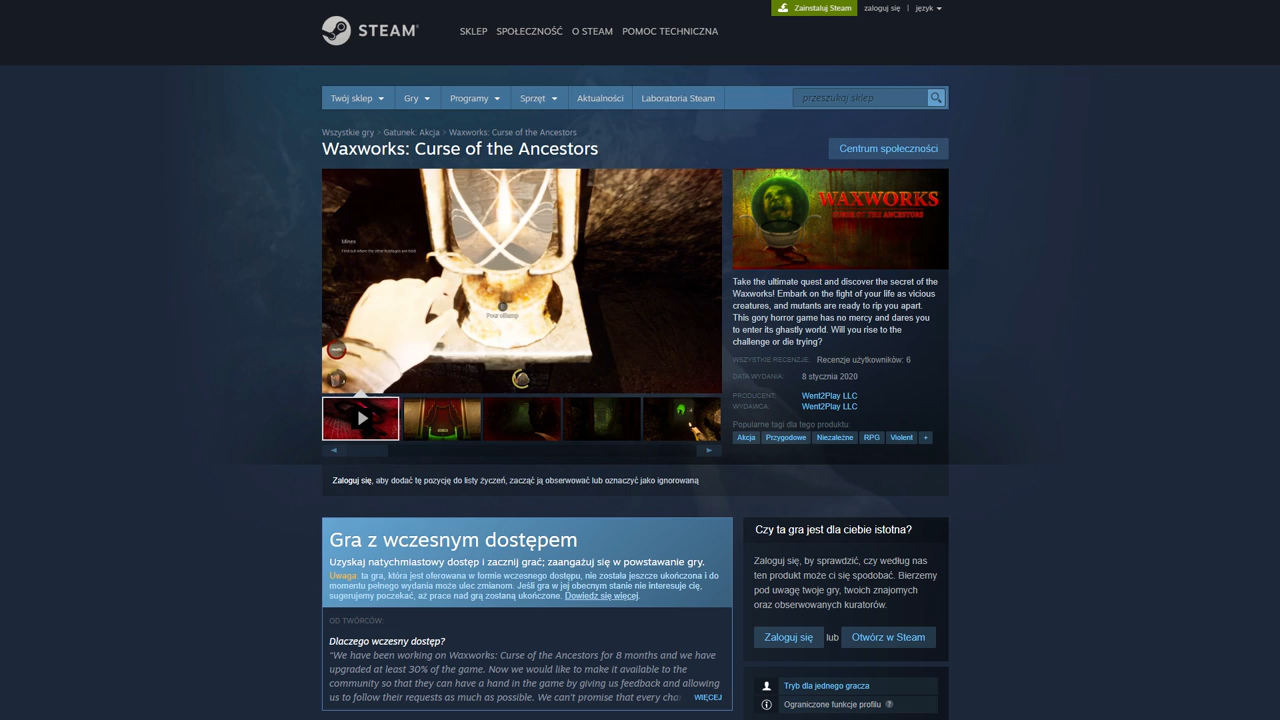 Zainstaluj Steam
zaloguj się | język
STEAM
SKLEP SPOŁECZNOŚĆ O STEAM POMOC TECHNICZNA
Twój sklep Gry Programy Sprzęt Aktualności Laboratoria Steam
przeszukaj sklep
Wszystkie gry > Gatunek: Akcja > Waxworks: Curse of the Ancestors
Waxworks: Curse of the Ancestors
Centrum społeczności
Mines
Find out where the other hostages are held
Pour oillamp
WAXWORKS
CURSE OF THE ANCESTORS
Take the ultimate quest and discover the secret of the
Waxworks! Embark on the fight of your life as vicious
creatures, and mutants are ready to rip you apart.
This gory horror game has no mercy and dares you
to enter its ghastly world. Will you rise to the
challenge or die trying?
WSZYSTKIE RECENZJE: Recenzje użytkowników: 6
DATA WYDANIA: 8 stycznia 2020
PRODUCENT: Went2Play LLC
WYDAWCA: Went2Play LLC
Popularne tagi dla tego produktu:
Akcja Przygodowe Niezależne RPG Violent +
Zaloguj się, aby dodać tę pozycję do listy życzeń, zacząć ją obserwować lub oznaczyć jako ignorowaną
Gra z wczesnym dostępem
Uzyskaj natychmiastowy dostęp i zacznij grać; zaangażuj się w powstawanie gry.
Uwaga: ta gra, która jest oferowana w formie wczesnego dostępu, nie została jeszcze ukończona i do
momentu pełnego wydania może ulec zmianom. Jeśli gra w jej obecnym stanie nie interesuje cię,
sugerujemy poczekać, aż prace nad grą zostaną ukończone. Dowiedz się więcej.
OD TWÓRCÓW:
Dlaczego wczesny dostęp?
"We have been working on Waxworks: Curse of the Ancestors for 8 months and we have
upgraded at least 30% of the game. Now we would like to make it available to the
community so that they can have a hand in the game by giving us feedback and allowing
us to follow their requests as much as possible. We can't promise that every cha WIĘCEJ
Czy ta gra jest dla ciebie istotna?
Zaloguj się, by sprawdzić, czy według nas
ten produkt może ci się spodobać. Bierzemy
pod uwagę twoje gry, twoich znajomych
oraz obserwowanych kuratorów.
Zaloguj się lub Otwórz w Steam
Tryb dla jednego gracza
Ograniczone funkcje profilu ?